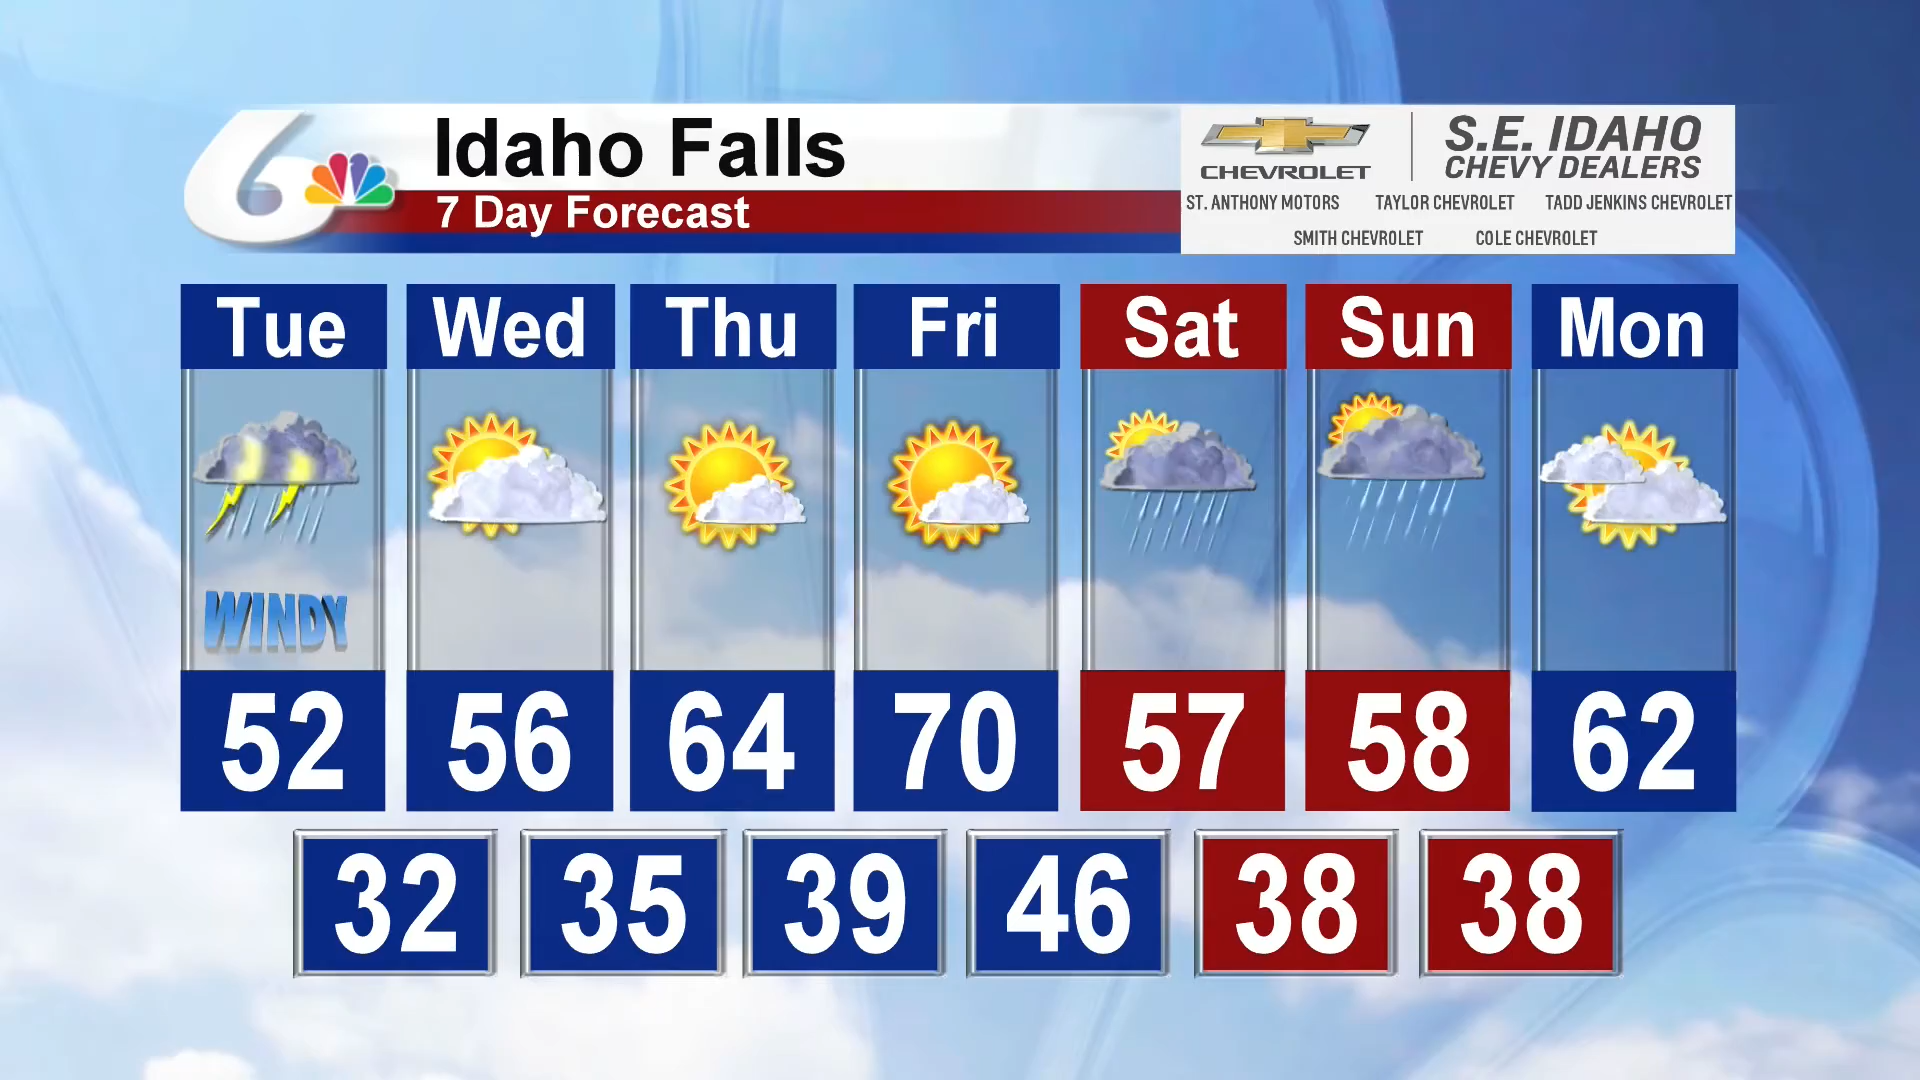 6
Idaho Falls
7 Day Forecast
CHEVROLET
S.E. IDAHO
CHEVY DEALERS
ST. ANTHONY MOTORS TAYLOR CHEVROLET TADD JENKINS CHEVROLET
SMITH CHEVROLET COLE CHEVROLET
Tue Wed Thu Fri Sat Sun Mon
WINDY
52 56 64 70 57 58 62
32 35 39 46 38 38